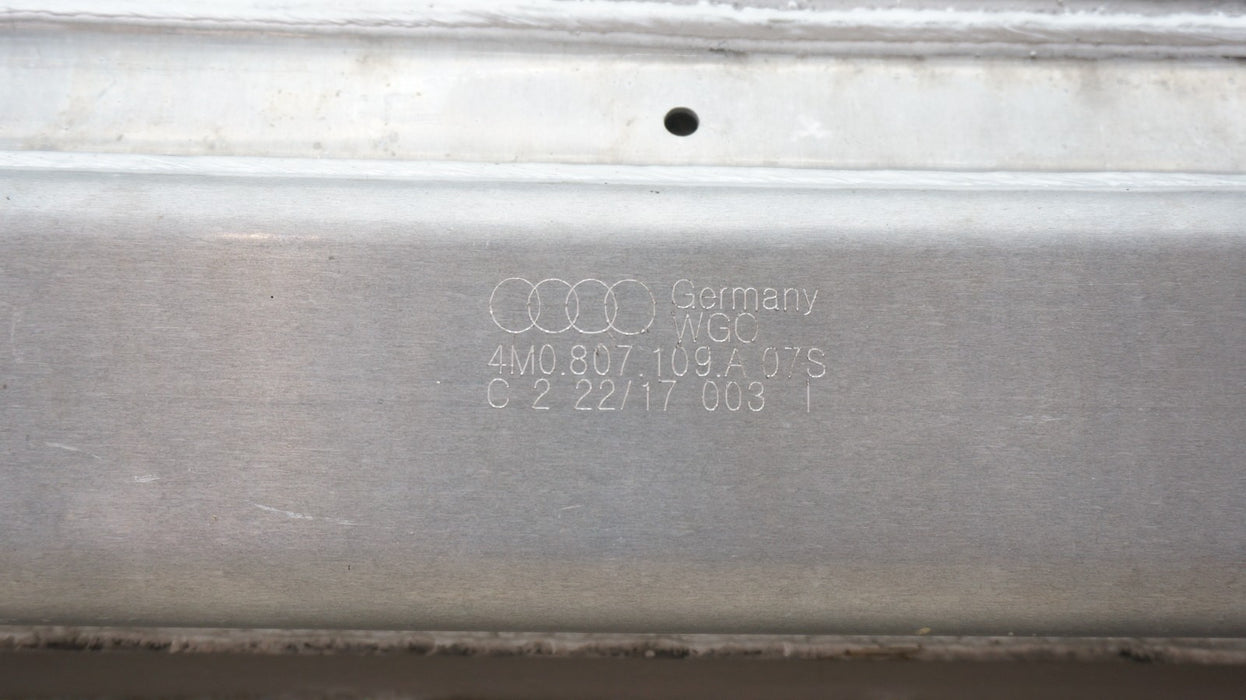 Germany
WGO
4M0.807.109.A 07S
C 2 22/17 003 I